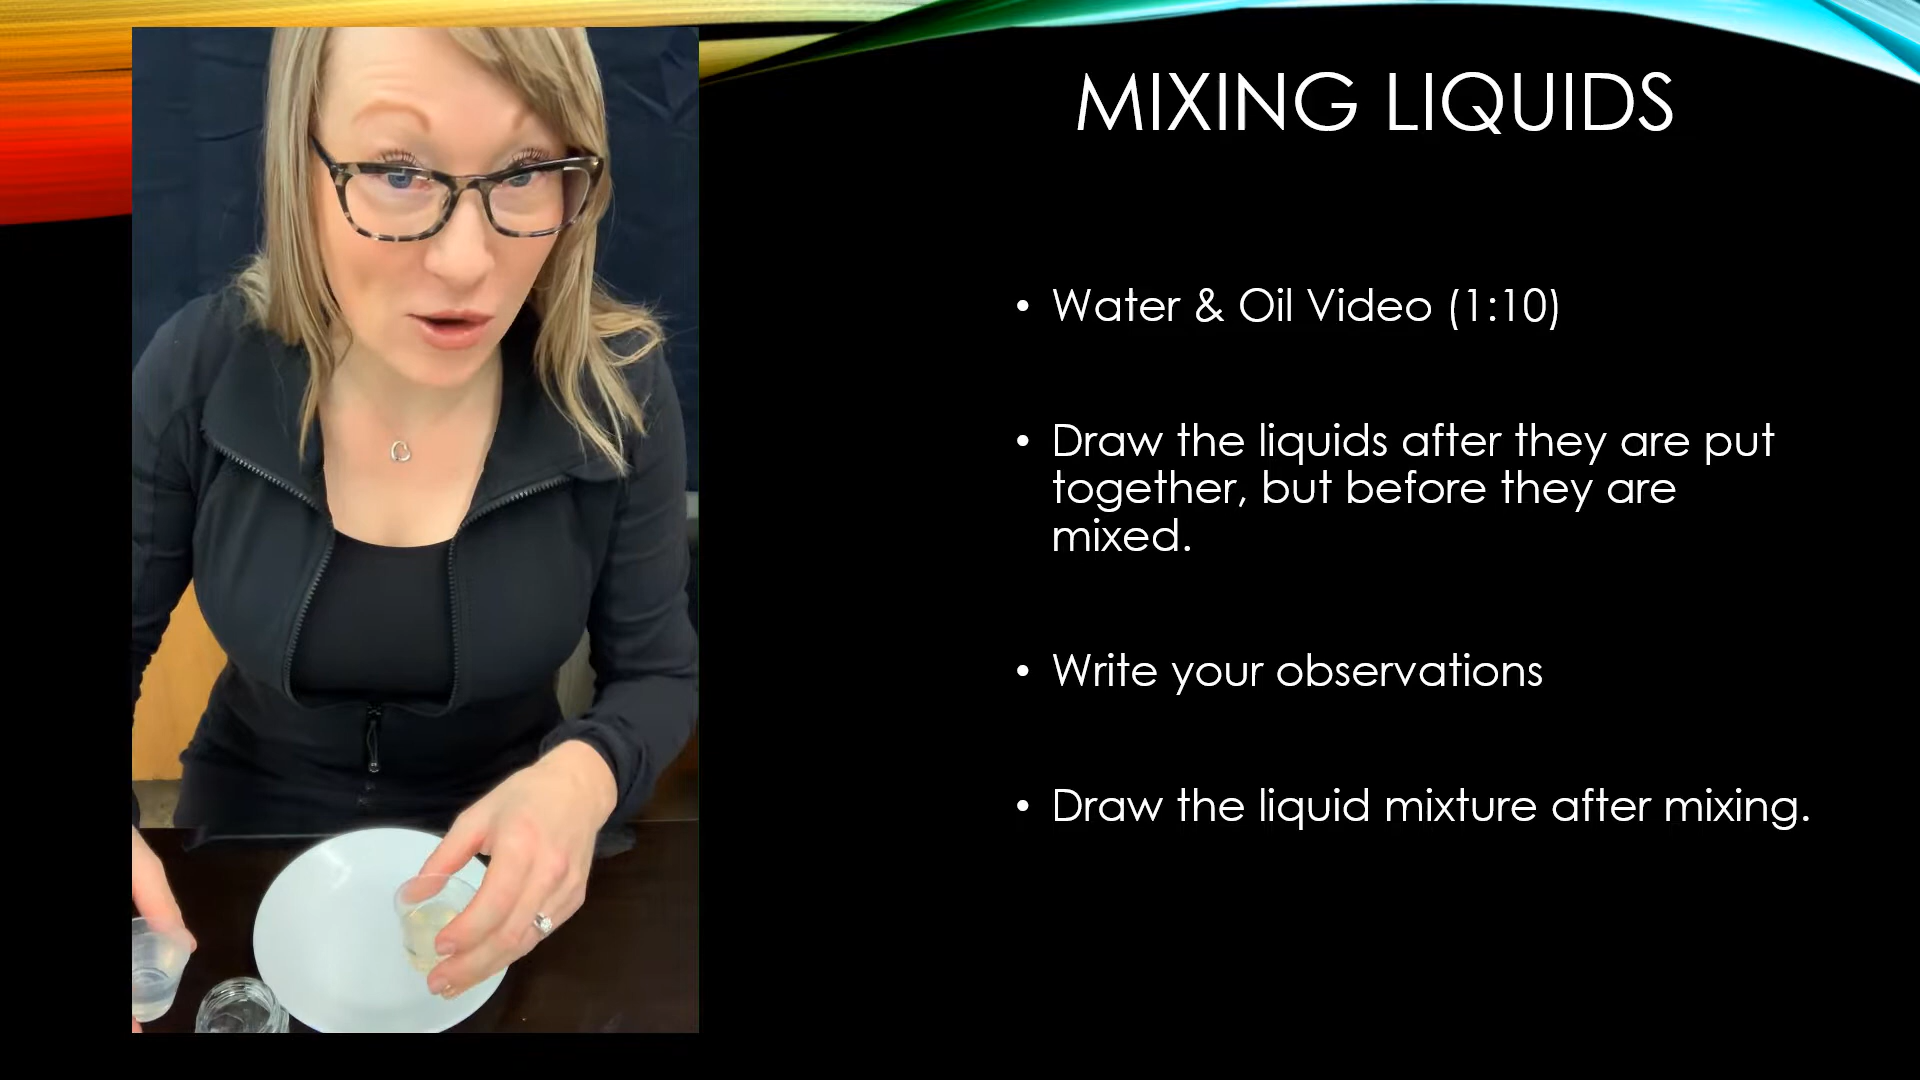 MIXING LIQUIDS
• Water & Oil Video (1:10)
• Draw the liquids after they are put
together, but before they are
mixed.
• Write your observations
• Draw the liquid mixture after mixing.